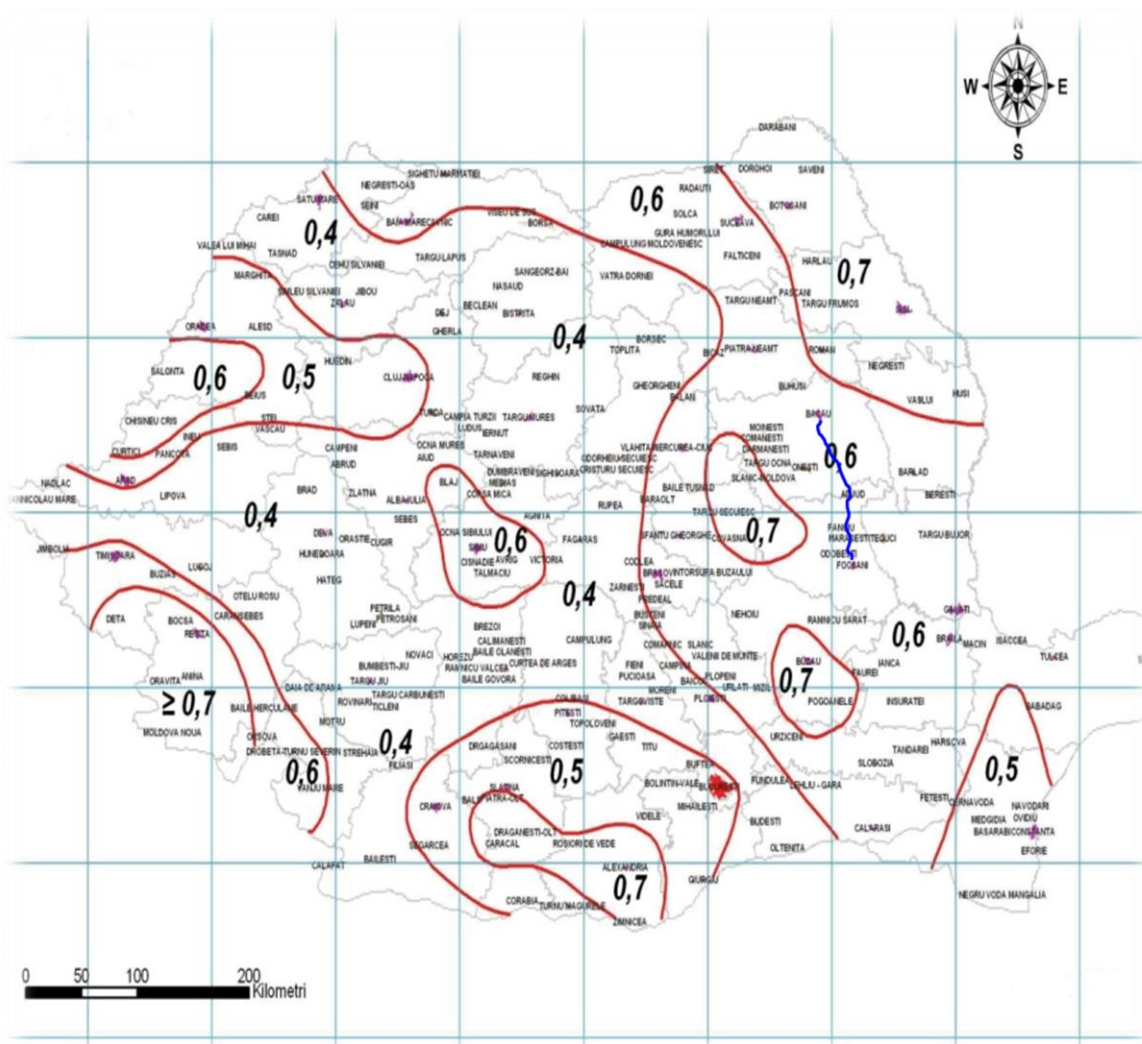 N
W E
S
DARABANI
SIRET DORGHOI SAVENI
SIGHETU MARMATIEI
NEGRESTI-OAS
RADAUTI
0,6
SATU MARE
SEINI
BOTOSANI
CAREI
BAIA MARE CAVNIC
VISEU DE SUS
BORSA
SOLCA
SUCEAVA
0,4
GURA HUMORULUI
CAMPULUNG MOLDOVENESC
VALEA LUI MIHAI
TASNAD
CEHU SILVANIEI
TARGU LAPUS
FALTICENI
HARLAU
0,7
MARGHITA
SANGEORZ-BAI
VATRA DORNEI
SIMLEU SILVANIEI
JIBOU
NASAUD
PASCANI
ZALAU
BECLEAN
TARGU NEAMT
TARGU FRUMOS
IASI
DEJ
BISTRITA
ORADEA
ALESD
GHERLA
0,4
BORSEC
TOPLITA
BICAZ
PIATRA-NEAMT
ROMAN
HUEDIN
NEGRESTI
SALONTA
0,6
0,5
CLUJ-NAPOCA
REGHIN
GHEORGHENI
BUHUSI
BEIUS
BALAN
HUSI
VASLUI
CHISINEU CRIS
STEI
VASCAU
TURDA
CAMPIA TURZII
TARGU MURES
SOVATA
BACAU
LUDUS
IERNUT
MOINESTI
COMANESTI
INEU
SEBIS
CURTICI
PANCOTA
CAMPENI
OCNA MURES
AIUD
TARNAVENI
VLAHITA MIERCUREA-CIUC
DARMANESTI
ODORHEIU SECUIESC
0,6
ABRUD
CRISTURU SECUIESC
TARGU OCNA
ONESTI
NADLAC
ARAD
DUMBRAVENI
SIGHISOARA
SLANIC-MOLDOVA
BARLAD
BLAJ
MEDIAS
BAILE TUSNAD
LIPOVA
BRAD
ZLATNA
COPSA MICA
BARAOLT
ADJUD
BERESTI
ALBA-IULIA
RUPEA
TARGU SECUIESC
0,4
SEBES
AGNITA
PANCIU
DEVA
ORASTIE
OCNA SIBIULUI
0,6
FAGARAS
SFANTU GHEORGHE
COVASNA
0,7
MARASESTI
TECUCI
TARGU BUJOR
CUGIR
SIBIU
JIMBOLIA
TIMISOARA
HUNEDOARA
CISNADIE
AVRIG
VICTORIA
CODLEA
ODOBESTI
FOCSANI
BUZIAS
LUGOJ
TALMACIU
BRASOV
INTORSURA BUZAULUI
HATEG
SACELE
ZARNESTI
0,4
PREDEAL
OTELU ROSU
BUSTENI
SINAIA
NEHOIU
GALATI
DETA
BOCSA
CARANSEBES
PETRILA
PETROSANI
LUPENI
BREZOI
RAMNICU SARAT
RESITA
CALIMANESTI
BAILE OLANESTI
CAMPULUNG
COMARNIC
SLANIC
0,6
BRAILA
MACIN
ISACCEA
NOVACI
HOREZU
VALENII DE MUNTE
TULCEA
BUMBESTI-JIU
RAMNICU VALCEA
CURTEA DE ARGES
FIENI
PUCIOASA
CAMPINA
BUZAU
IANCA
ANINA
BAILE GOVORA
PLOPENI
0,7
FAUREI
ORAVITA
TARGU JIU
BAICOI
URLATI
MIZIL
BAIA DE ARAMA
TARGU CARBUNESTI
MORENI
≥ 0,7
ROVINARI
TICLENI
COLIBASI
TARGOVISTE
PLOIESTI
POGOANELE
INSURATEI
BABADAG
BAILE HERCULANE
PITESTI
MOLDOVA NOUA
MOTRU
TOPOLOVENI
ORSOVA
0,4
GAESTI
URZICENI
HARSOVA
DROBETA-TURNU SEVERIN
STREHAIA
DRGAGASANI
COSTESTI
TITU
TANDAREI
FILIASI
SCORNICESTI
0,5
BUFTEA
SLOBOZIA
0,5
0,6
VANJU MARE
SLATINA
BOLINTIN-VALE
BUCURESTI
FUNDULEA
LEHLIU - GARA
CRAIOVA
BALS
PIATRA-OLT
MIHAILESTI
FETESTI
CERNAVODA
NAVODARI
VIDELE
BUDESTI
MEDGIDIA
OVIDIU
DRAGANESTI-OLT
CALARASI
BASARABI
CONSTANTA
SEGARCEA
CARACAL
ROSIORI DE VEDE
OLTENITA
EFORIE
CALAFAT
BAILESTI
ALEXANDRIA
0,7
GIURGIU
NEGRU VODA
MANGALIA
CORABIA
TURNU MAGURELE
ZIMNICEA
0 50 100 200
Kilometri